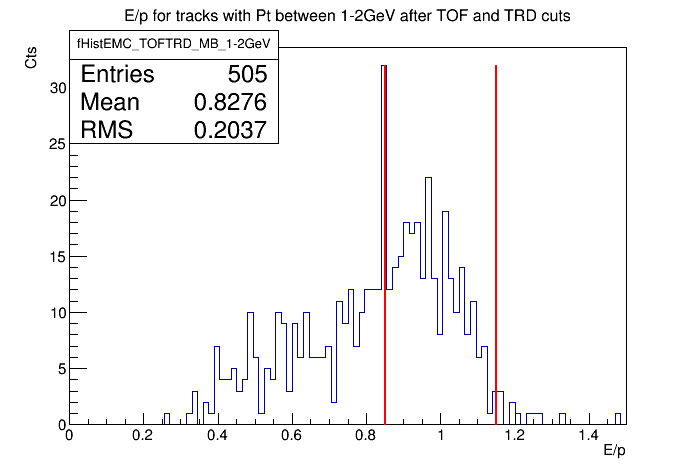 E/p for tracks with Pt between 1-2GeV after TOF and TRD cuts
fHistEMC_TOFTRD_MB_1-2GeV
Entries 505
Mean 0.8276
RMS 0.2037
Cts
30
25
20
15
10
5
0
0 0.2 0.4 0.6 0.8 1 1.2 1.4
E/p